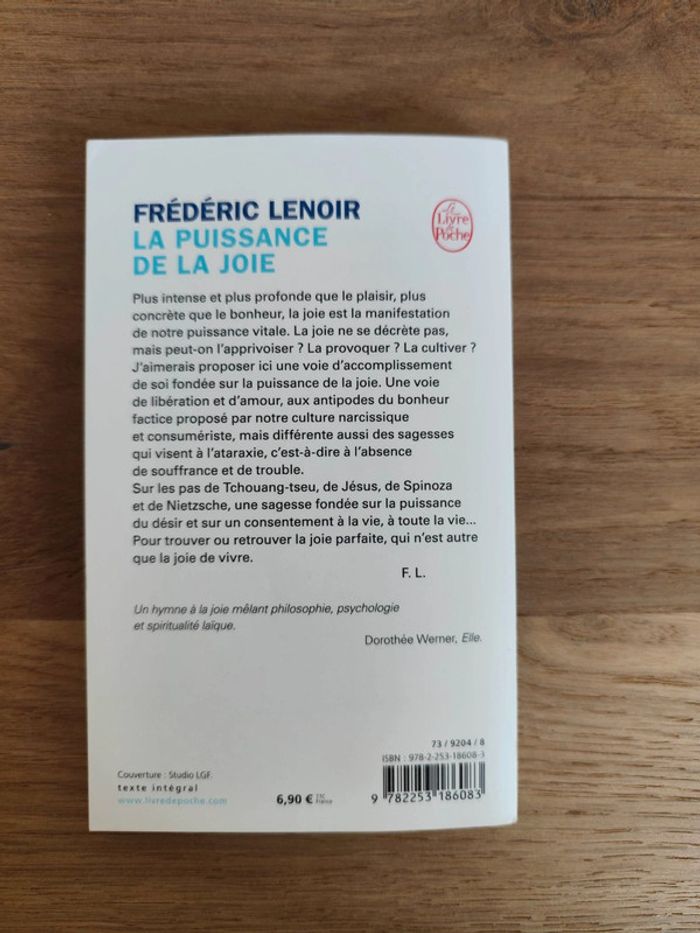 FRÉDÉRIC LENOIR
LA PUISSANCE
DE LA JOIE
Le
Livre
de
Poche
Plus intense et plus profonde que le plaisir, plus
concrète que le bonheur, la joie est la manifestation
de notre puissance vitale. La joie ne se décrète pas,
mais peut-on l'apprivoiser ? La provoquer ? La cultiver ?
J'aimerais proposer ici une voie d'accomplissement
de soi fondée sur la puissance de la joie. Une voie
de libération et d'amour, aux antipodes du bonheur
factice proposé par notre culture narcissique
et consumériste, mais différente aussi des sagesses
qui visent à l'ataraxie, c'est-à-dire à l'absence
de souffrance et de trouble.
Sur les pas de Tchouang-tseu, de Jésus, de Spinoza
et de Nietzsche, une sagesse fondée sur la puissance
du désir et sur un consentement à la vie, à toute la vie...
Pour trouver ou retrouver la joie parfaite, qui n'est autre
que la joie de vivre.
F. L.
Un hymne à la joie mêlant philosophie, psychologie
et spiritualité laïque.
Dorothée Werner, Elle.
73 / 9204 / 8
ISBN : 978-2-253-18608-3
Couverture : Studio LGF.
texte intégral
www.livredepoche.com
6,90 € TTC France
9 782253 186083